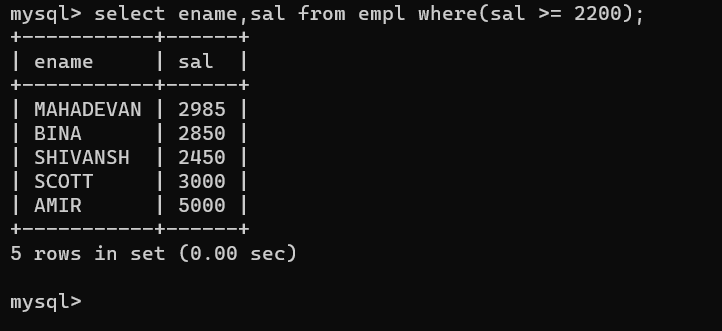 mysql> select ename,sal from empl where(sal >= 2200);
+-----------+------+
| ename     | sal  |
+-----------+------+
| MAHADEVAN | 2985 |
| BINA      | 2850 |
| SHIVANSH  | 2450 |
| SCOTT     | 3000 |
| AMIR      | 5000 |
+-----------+------+
5 rows in set (0.00 sec)

mysql>